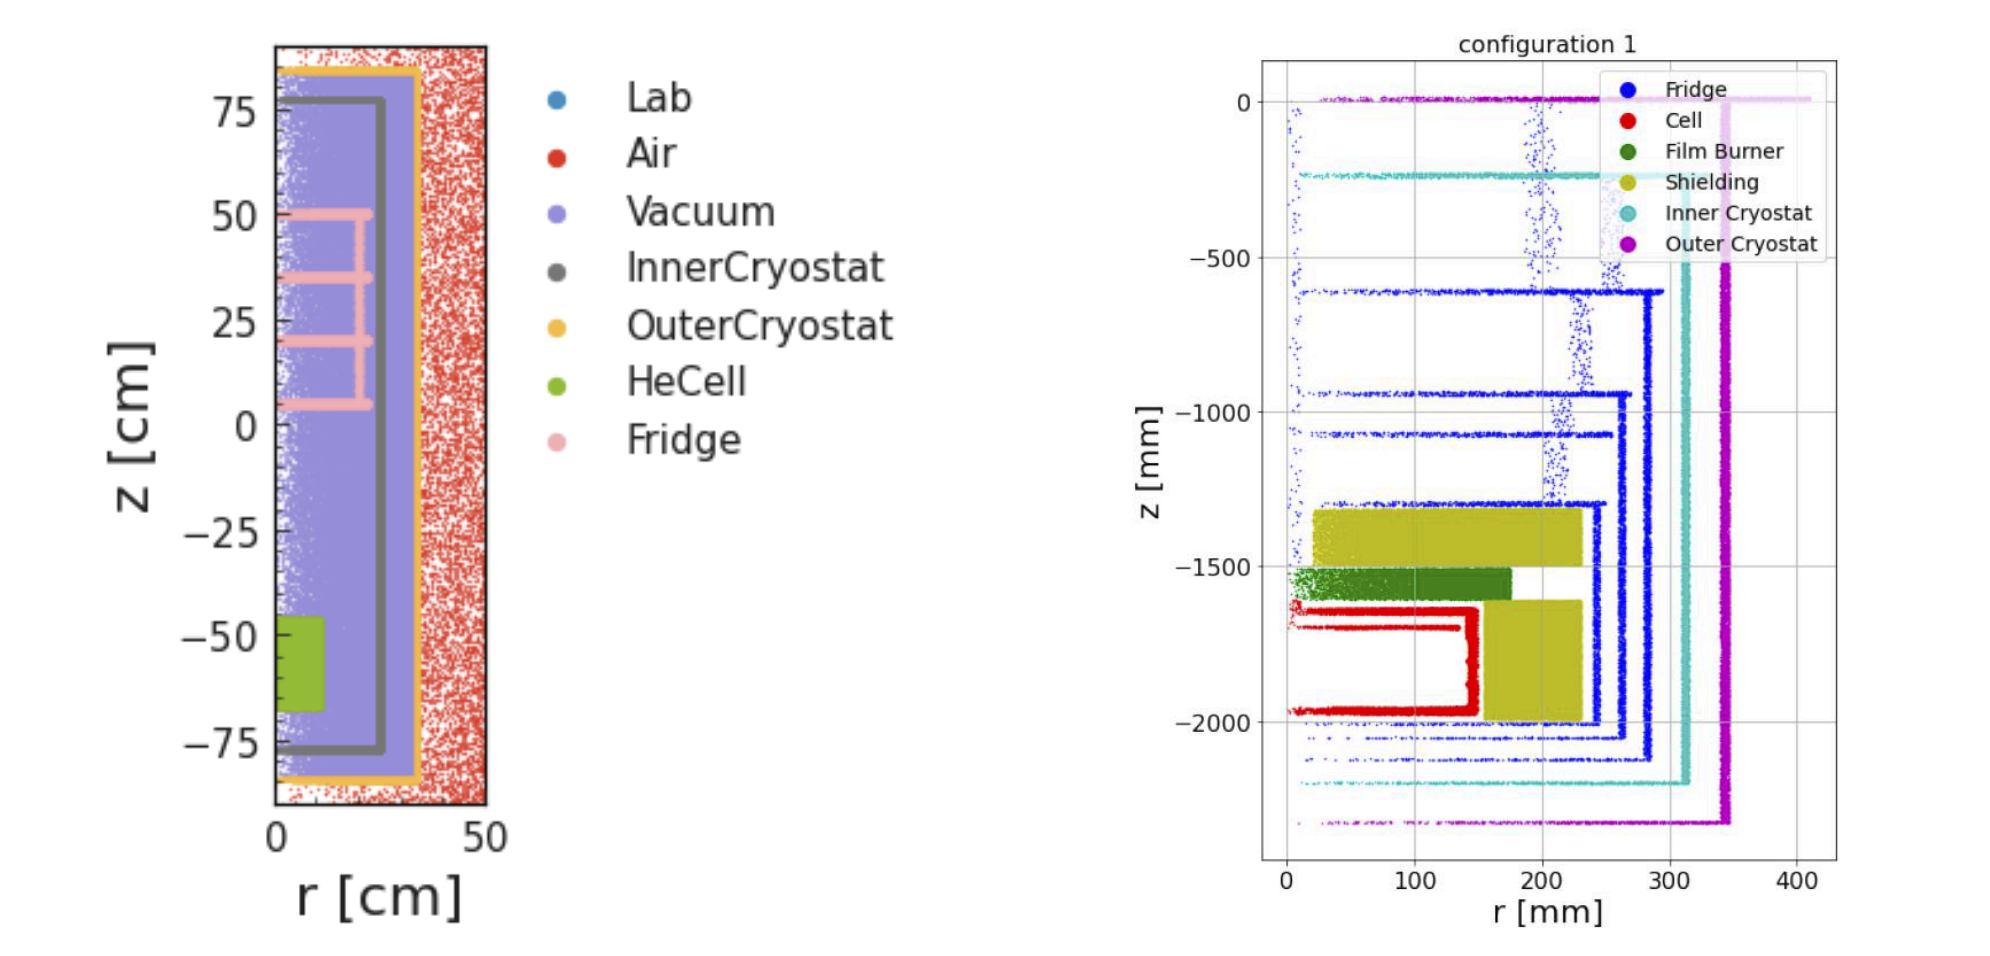 75
50
25
0
−25
−50
−75
z [cm]
0 50
r [cm]
Lab
Air
Vacuum
InnerCryostat
OuterCryostat
HeCell
Fridge
configuration 1
Fridge
Cell
Film Burner
Shielding
Inner Cryostat
Outer Cryostat
0
−500
−1000
−1500
−2000
z [mm]
0 100 200 300 400
r [mm]